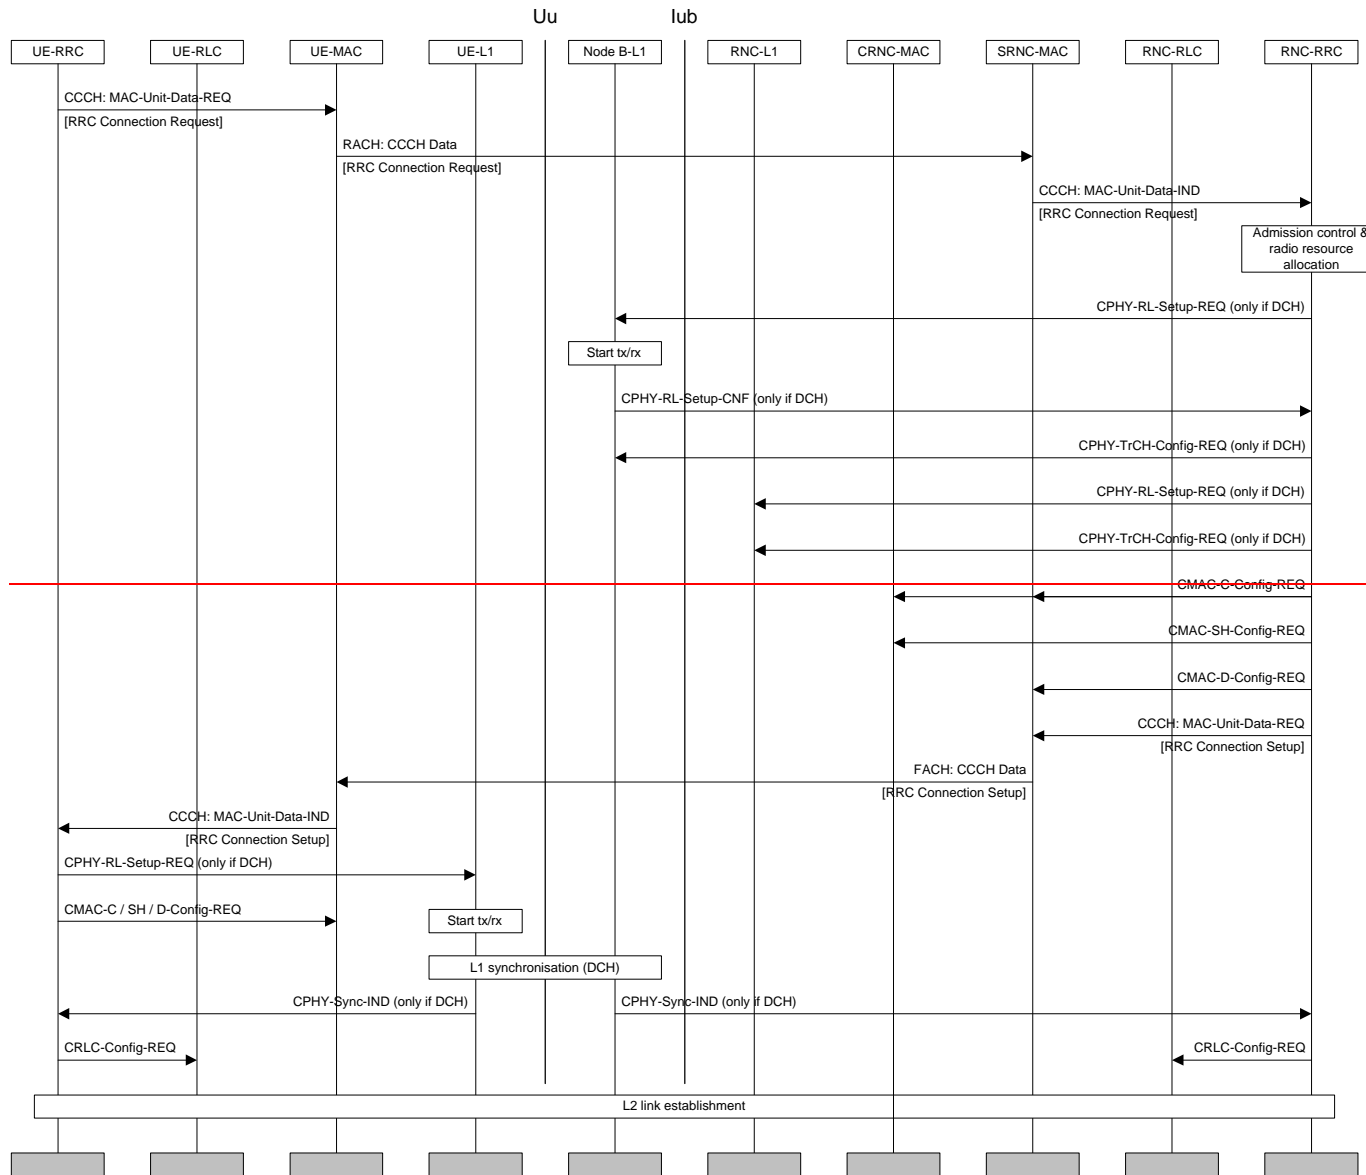 Uu
Iub
UE-RRC
UE-RLC
UE-MAC
UE-L1
Node B-L1
RNC-L1
CRNC-MAC
SRNC-MAC
RNC-RLC
RNC-RRC
CCCH: MAC-Unit-Data-REQ
[RRC Connection Request]
RACH: CCCH Data
[RRC Connection Request]
CCCH: MAC-Unit-Data-IND
[RRC Connection Request]
Admission control &
radio resource
allocation
CPHY-RL-Setup-REQ (only if DCH)
Start tx/rx
CPHY-RL-Setup-CNF (only if DCH)
CPHY-TrCH-Config-REQ (only if DCH)
CPHY-RL-Setup-REQ (only if DCH)
CPHY-TrCH-Config-REQ (only if DCH)
CMAC-C-Config-REQ
CMAC-SH-Config-REQ
CMAC-D-Config-REQ
CCCH: MAC-Unit-Data-REQ
[RRC Connection Setup]
FACH: CCCH Data
[RRC Connection Setup]
CCCH: MAC-Unit-Data-IND
[RRC Connection Setup]
CPHY-RL-Setup-REQ (only if DCH)
CMAC-C / SH / D-Config-REQ
Start tx/rx
L1 synchronisation (DCH)
CPHY-Sync-IND (only if DCH)
CPHY-Sync-IND (only if DCH)
CRLC-Config-REQ
CRLC-Config-REQ
L2 link establishment